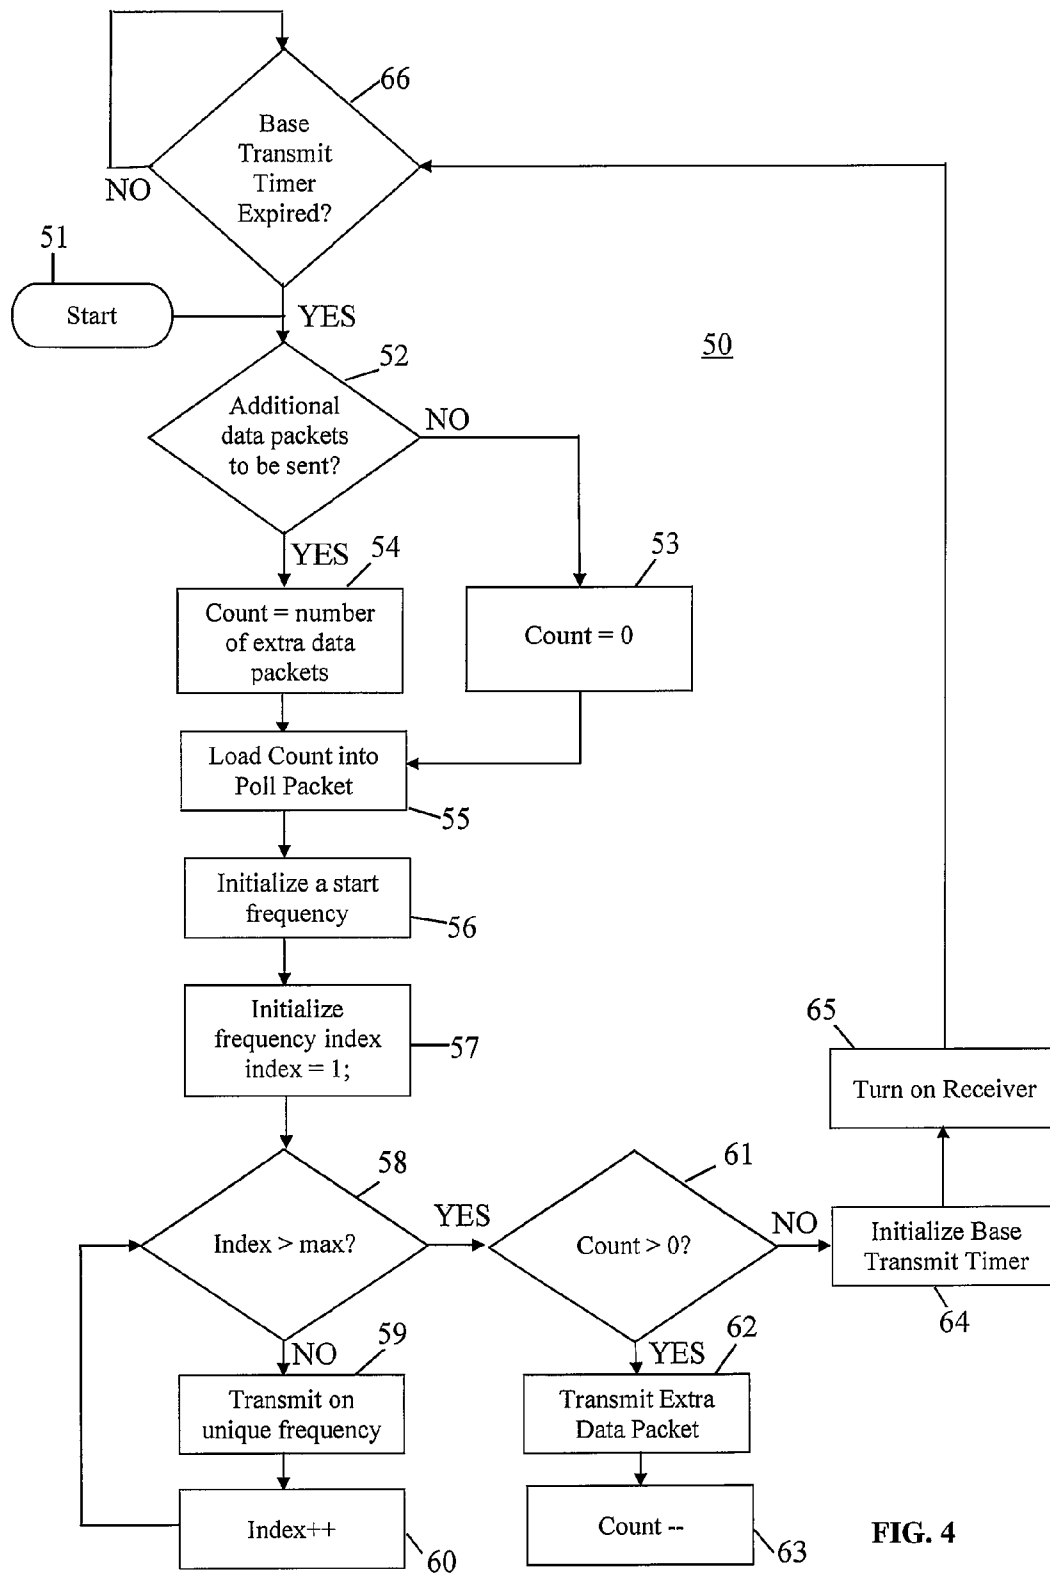 66
Base
Transmit
Timer
Expired?
NO
51
Start
YES
50
52
Additional
data packets
to be sent?
NO
YES
54
53
Count = number
of extra data
packets
Count = 0
Load Count into
Poll Packet
55
Initialize a start
frequency
56
Initialize
frequency index
index = 1;
57
65
Turn on Receiver
58
Index > max?
YES
61
Count > 0?
NO
Initialize Base
Transmit Timer
64
NO
59
Transmit on
unique frequency
YES
62
Transmit Extra
Data Packet
Index++
60
Count --
63
FIG. 4